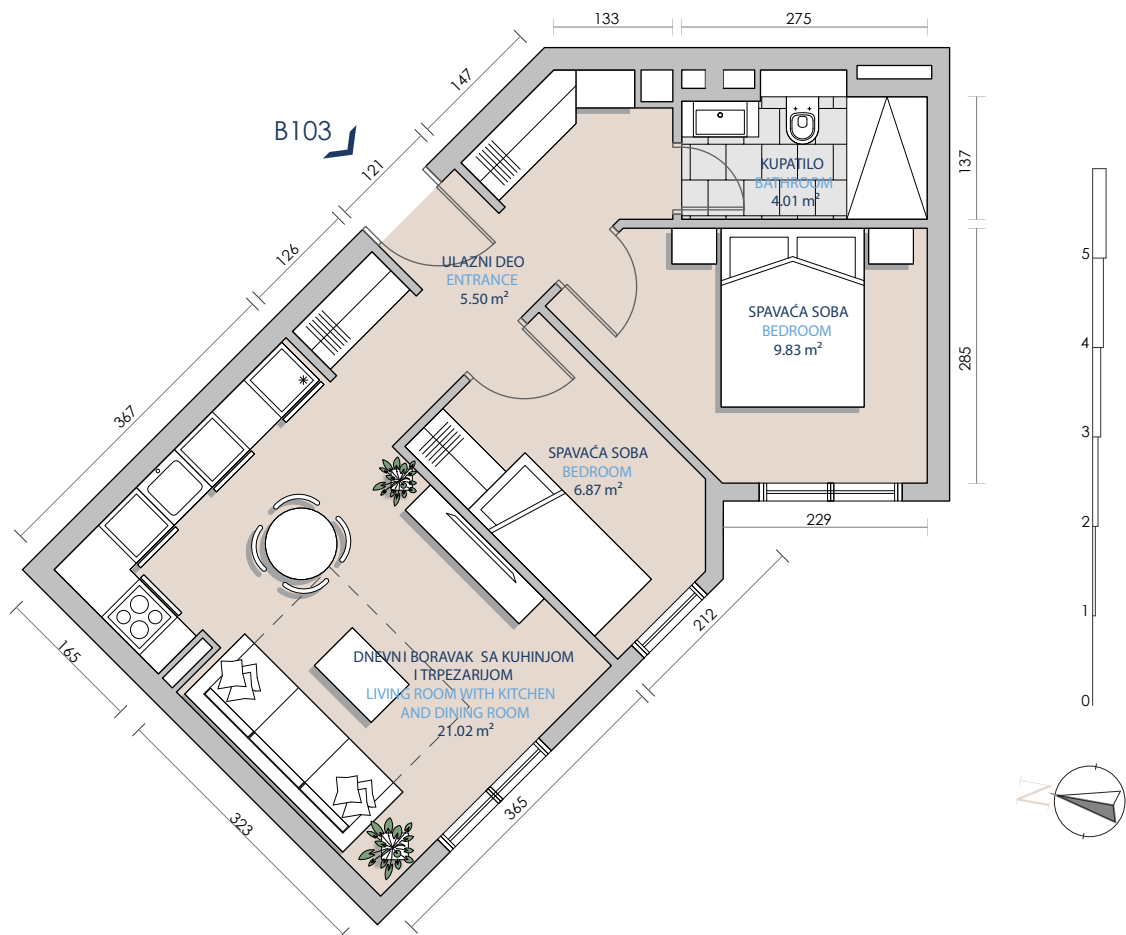 133
275
147
B103
121
137
KUPATILO
BATHROOM
4.01 m²
126
ULAZNI DEO
ENTRANCE
5.50 m²
5
SPAVAĆA SOBA
BEDROOM
9.83 m²
4
285
367
3
SPAVAĆA SOBA
BEDROOM
6.87 m²
229
2
1
212
165
DNEVNI BORAVAK SA KUHINJOM
I TRPEZARIJOM
LIVING ROOM WITH KITCHEN
AND DINING ROOM
21.02 m²
0
N
365
323